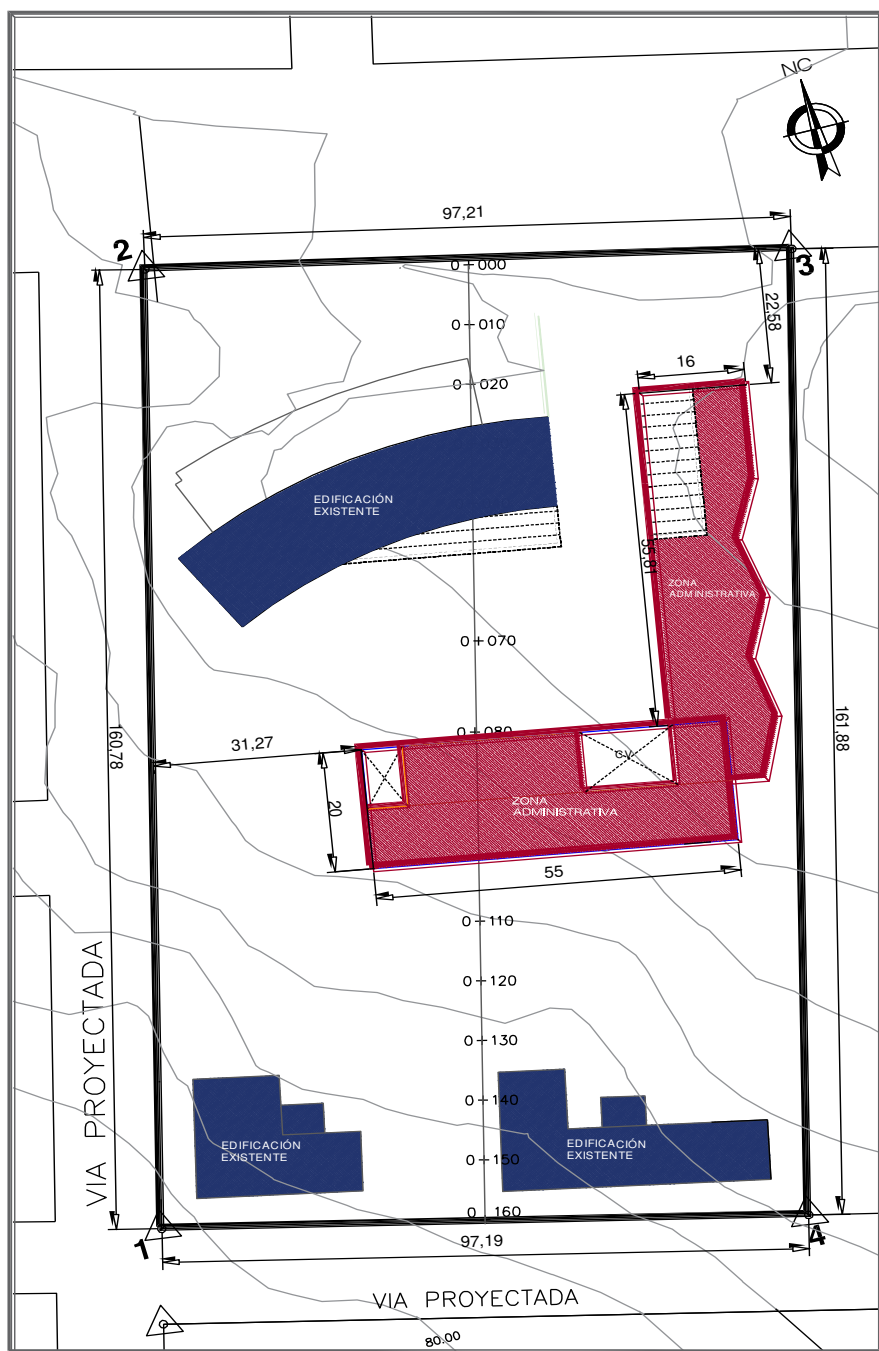 NC
97,21
2
3
0+000
22,58
0+010
16
0+020
EDIFICACIÓN
EXISTENTE
55,81
ZONA
ADMINISTRATIVA
0+070
160,78
161,88
0+080
31,27
C.V.
20
ZONA
ADMINISTRATIVA
55
0+110
0+120
VIA PROYECTADA
0+130
0+140
EDIFICACIÓN
EXISTENTE
EDIFICACIÓN
EXISTENTE
0+150
0+160
1
97,19
4
VIA PROYECTADA
80.00